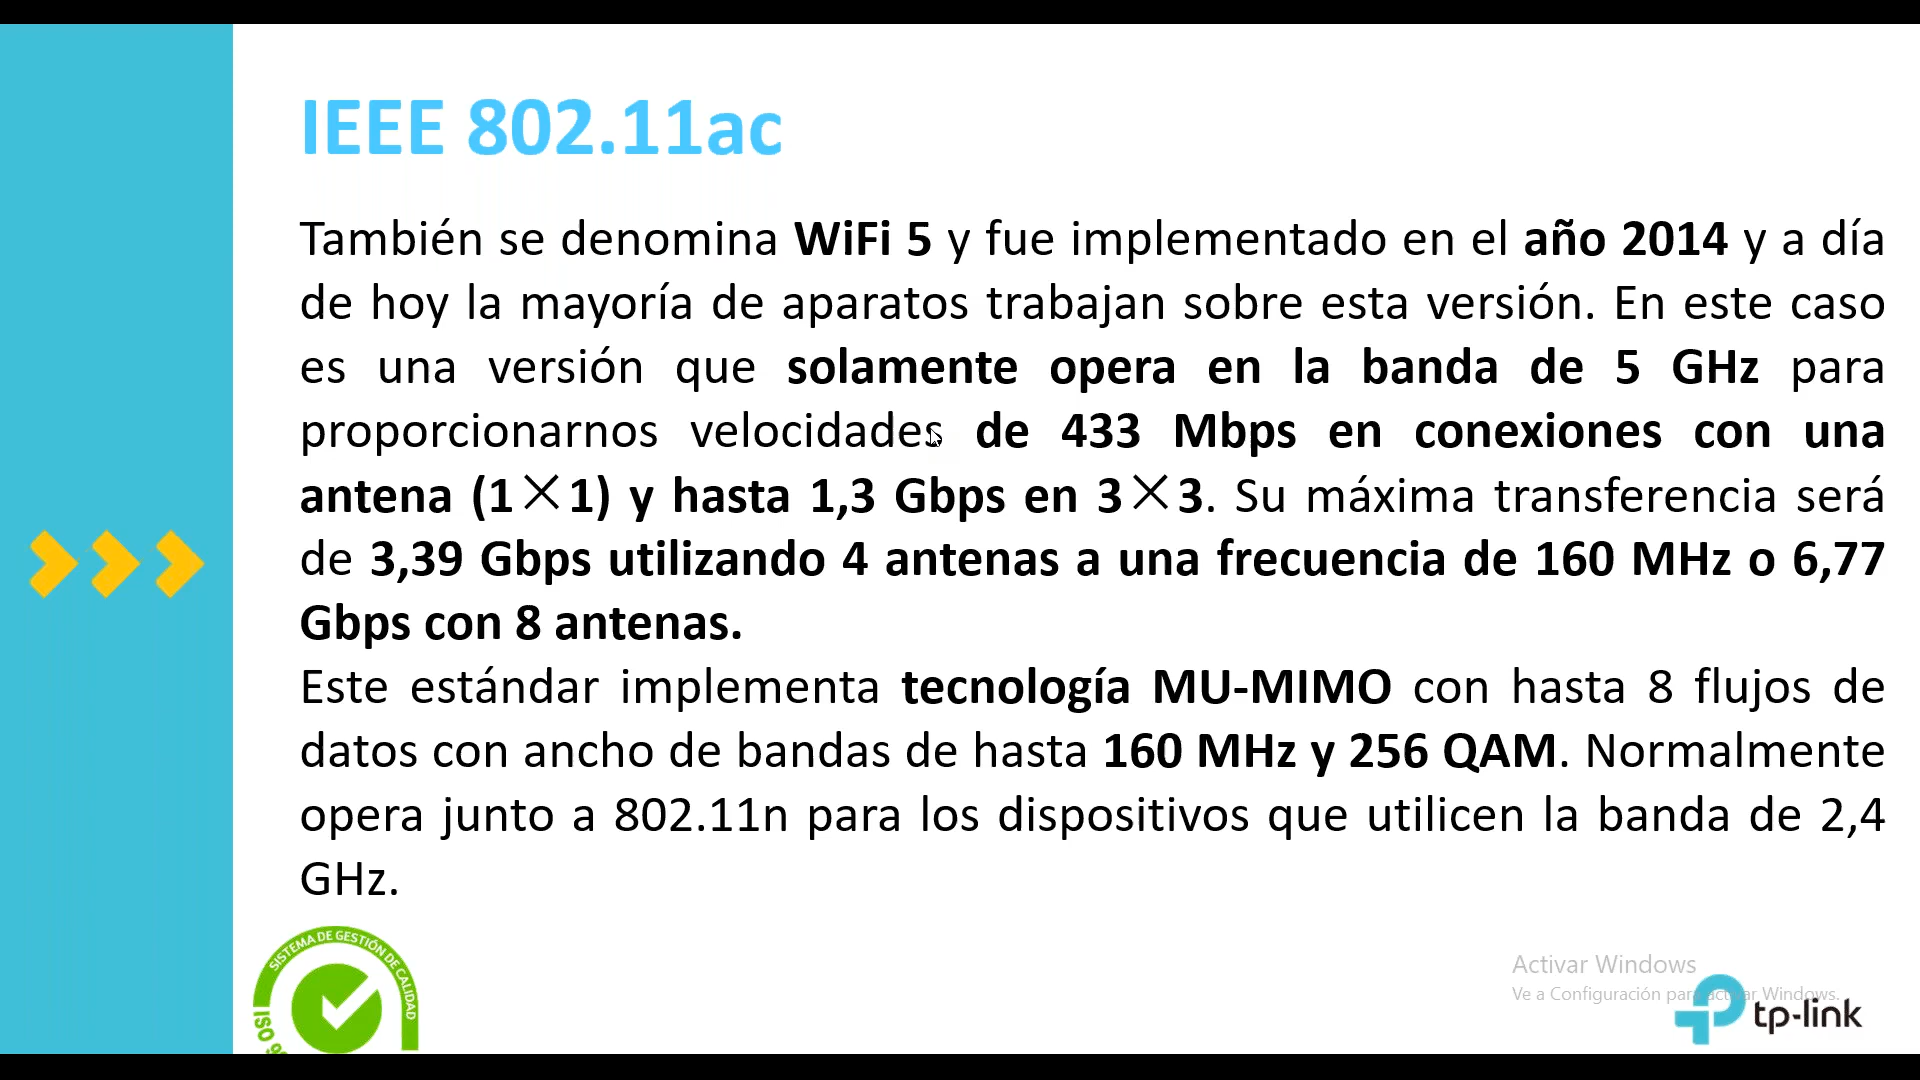 IEEE 802.11ac
También se denomina WiFi 5 y fue implementado en el año 2014 y a día
de hoy la mayoría de aparatos trabajan sobre esta versión. En este caso
es una versión que solamente opera en la banda de 5 GHz para
proporcionarnos velocidades de 433 Mbps en conexiones con una
antena (1×1) y hasta 1,3 Gbps en 3×3. Su máxima transferencia será
de 3,39 Gbps utilizando 4 antenas a una frecuencia de 160 MHz o 6,77
Gbps con 8 antenas.
Este estándar implementa tecnología MU-MIMO con hasta 8 flujos de
datos con ancho de bandas de hasta 160 MHz y 256 QAM. Normalmente
opera junto a 802.11n para los dispositivos que utilicen la banda de 2,4
GHz.
SISTEMA DE GESTIÓN DE CALIDAD
ISO
Activar Windows
Ve a Configuración para activar Windows.
tp-link